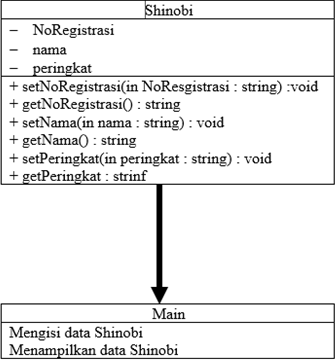 Shinobi
– NoRegistrasi
– nama
– peringkat
+ setNoRegistrasi(in NoResgistrasi : string) :void
+ getNoRegistrasi() : string
+ setNama(in nama : string) : void
+ getNama() : string
+ setPeringkat(in peringkat : string) : void
+ getPeringkat : strinf
Main
Mengisi data Shinobi
Menampilkan data Shinobi